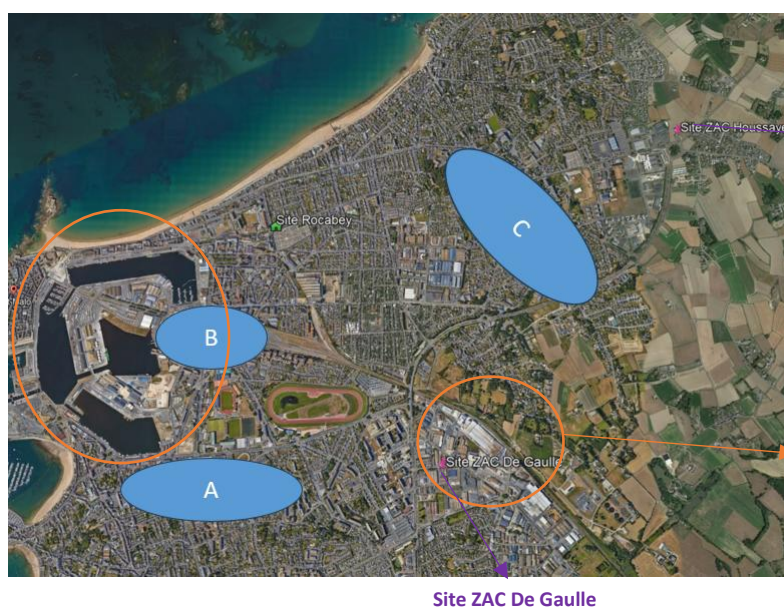 Site ZAC Houssaye
C
Site Rocabey
B
Site ZAC De Gaulle
A
Site ZAC De Gaulle